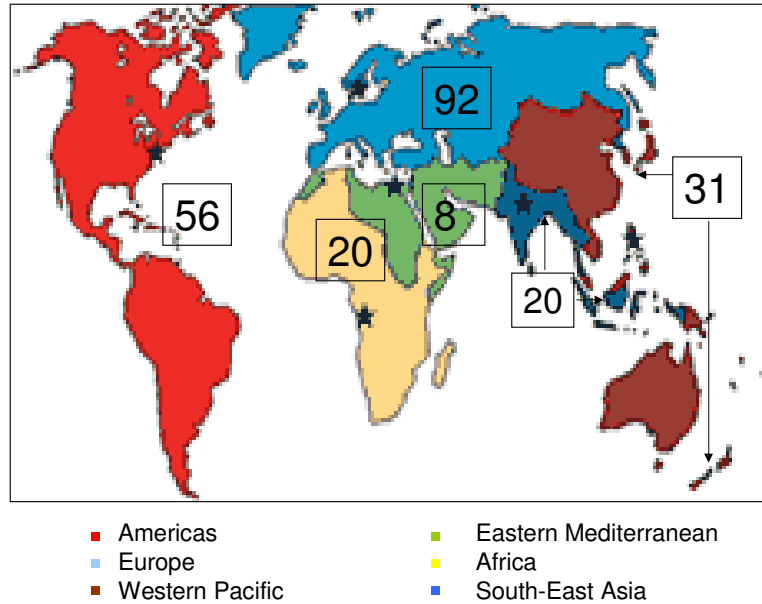 92
56
31
8
20
20
Americas
Europe
Western Pacific
Eastern Mediterranean
Africa
South-East Asia